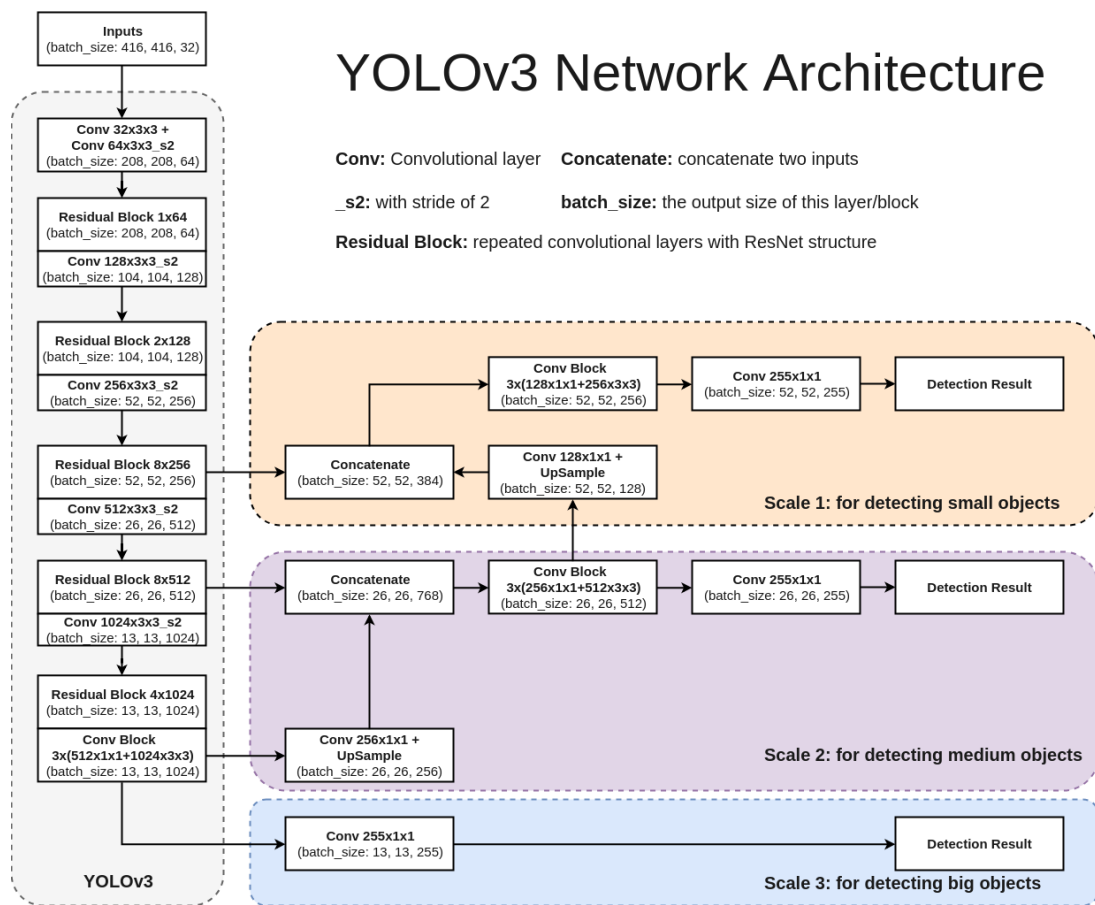 Inputs
(batch_size: 416, 416, 32)
YOLOv3 Network Architecture
Conv: Convolutional layer
Concatenate: concatenate two inputs
_s2: with stride of 2
batch_size: the output size of this layer/block
Residual Block: repeated convolutional layers with ResNet structure
Conv 32x3x3 +
Conv 64x3x3_s2
(batch_size: 208, 208, 64)
Residual Block 1x64
(batch_size: 208, 208, 64)
Conv 128x3x3_s2
(batch_size: 104, 104, 128)
Residual Block 2x128
(batch_size: 104, 104, 128)
Conv 256x3x3_s2
(batch_size: 52, 52, 256)
Residual Block 8x256
(batch_size: 52, 52, 256)
Conv 512x3x3_s2
(batch_size: 26, 26, 512)
Residual Block 8x512
(batch_size: 26, 26, 512)
Conv 1024x3x3_s2
(batch_size: 13, 13, 1024)
Residual Block 4x1024
(batch_size: 13, 13, 1024)
Conv Block
3x(512x1x1+1024x3x3)
(batch_size: 13, 13, 1024)
YOLOv3
Conv Block
3x(128x1x1+256x3x3)
(batch_size: 52, 52, 256)
Conv 255x1x1
(batch_size: 52, 52, 255)
Detection Result
Concatenate
(batch_size: 52, 52, 384)
Conv 128x1x1 +
UpSample
(batch_size: 52, 52, 128)
Scale 1: for detecting small objects
Concatenate
(batch_size: 26, 26, 768)
Conv Block
3x(256x1x1+512x3x3)
(batch_size: 26, 26, 512)
Conv 255x1x1
(batch_size: 26, 26, 255)
Detection Result
Conv 256x1x1 +
UpSample
(batch_size: 26, 26, 256)
Scale 2: for detecting medium objects
Conv 255x1x1
(batch_size: 13, 13, 255)
Detection Result
Scale 3: for detecting big objects